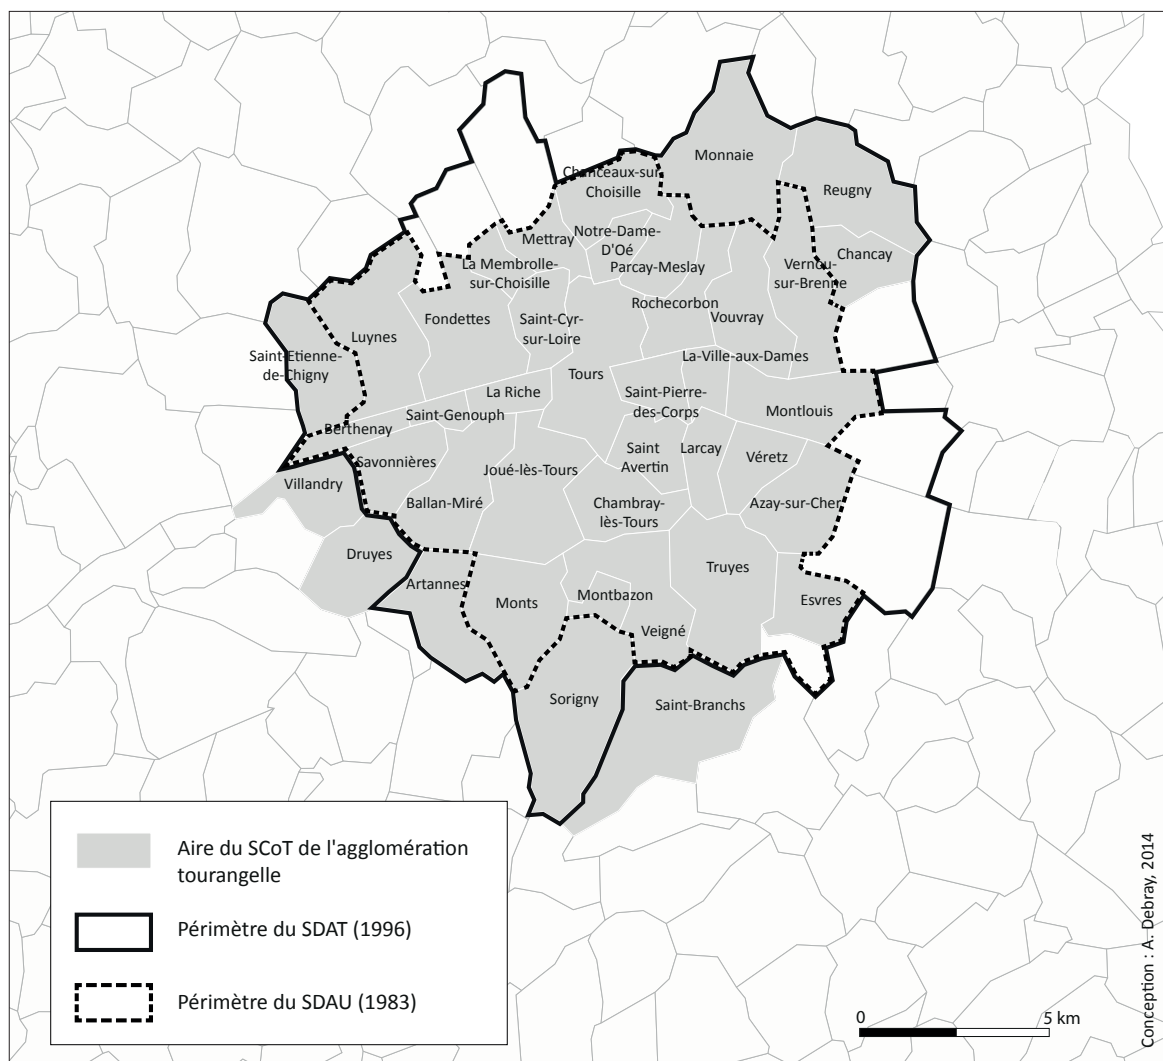 Monnaie
Chanceaux-sur-
Choisille
Reugny
Notre-Dame-
D'Oé
Mettray
Chancay
La Membrolle-
sur-Choisille
Parcay-Meslay
Vernou-
sur-Brenne
Rochecorbon
Fondettes
Saint-Cyr-
sur-Loire
Vouvray
Luynes
Saint-Etienne-
de-Chigny
La-Ville-aux-Dames
Tours
La Riche
Saint-Pierre-
des-Corps
Montlouis
Saint-Genouph
Berthenay
Saint
Avertin
Larcay
Véretz
Savonnières
Joué-lès-Tours
Villandry
Ballan-Miré
Chambray-
lès-Tours
Azay-sur-Cher
Druyes
Artannes
Truyes
Monts
Montbazon
Esvres
Veigné
Sorigny
Saint-Branchs
Aire du SCoT de l'agglomération
tourangelle
Périmètre du SDAT (1996)
Périmètre du SDAU (1983)
0 5 km
Conception : A. Debray, 2014